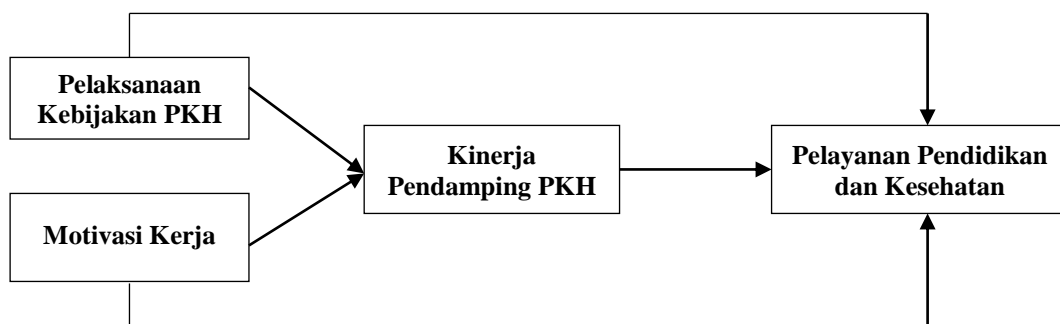 Pelaksanaan
Kebijakan PKH
Kinerja
Pendamping PKH
Pelayanan Pendidikan
dan Kesehatan
Motivasi Kerja